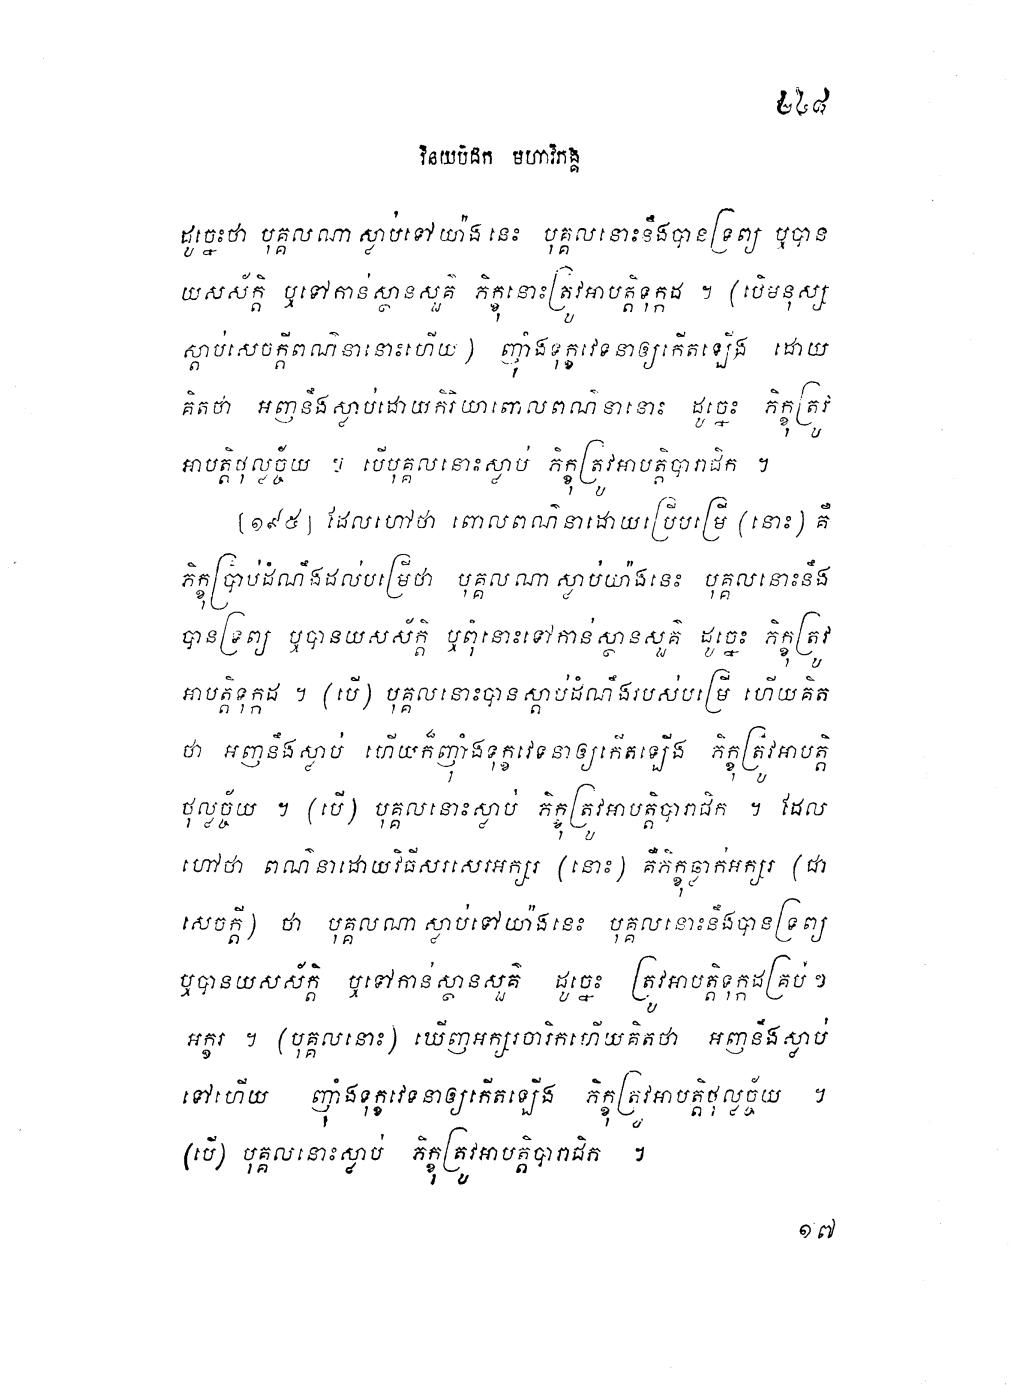 ២៤៨
វិនយបិដក មហាវិភង្គ
ដូច្នេះថា បុគ្គលណា ស្លាប់ទៅ យ៉ាងនេះ បុគ្គលនោះនឹងបានទ្រព្យ ឬបាន
យសស័ក្តិ ឬទៅកាន់ស្ថានសួគ៌ ភិក្ខុនោះត្រូវអាបត្តិទុក្កដ ។ (បើមនុស្ស
ស្តាប់សេចក្តីពណ៌នានោះហើយ) ញ៉ាំងទុក្ខវេទនាឲ្យកើតឡើង ដោយ
គិតថា អញនឹងស្លាប់ដោយកិរិយាពោលពណ៌នានោះ ដូច្នេះ ភិក្ខុត្រូវ
អាបត្តិថុល្លច្ច័យ ។ បើបុគ្គលនោះស្លាប់ ភិក្ខុត្រូវអាបត្តិបារាជិក ។
[១៩៥] ដែលហៅថា ពោលពណ៌នាដោយប្រើបម្រើ (នោះ) គឺ
ភិក្ខុប្រាប់ដំណឹងដល់បម្រើថា បុគ្គលណា ស្លាប់យ៉ាងនេះ បុគ្គលនោះនឹង
បានទ្រព្យ ឬបានយសស័ក្តិ ឬពុំនោះទៅកាន់ស្ថានសួគ៌ ដូច្នេះ ភិក្ខុត្រូវ
អាបត្តិទុក្កដ ។ (បើ) បុគ្គលនោះបានស្តាប់ដំណឹងរបស់បម្រើ ហើយគិត
ថា អញនឹងស្លាប់ ហើយក៏ញ៉ាំងទុក្ខវេទនាឲ្យកើតឡើង ភិក្ខុត្រូវអាបត្តិ
ថុល្លច្ច័យ ។ (បើ) បុគ្គលនោះស្លាប់ ភិក្ខុត្រូវអាបត្តិបារាជិក ។ ដែល
ហៅថា ពណ៌នាដោយវិធីសរសេរអក្សរ (នោះ) គឺភិក្ខុឆ្លាក់អក្សរ (ជា
សេចក្តី) ថា បុគ្គលណា ស្លាប់ទៅយ៉ាងនេះ បុគ្គលនោះនឹងបានទ្រព្យ
ឬបានយសស័ក្តិ ឬទៅកាន់ស្ថានសួគ៌ ដូច្នេះ ត្រូវអាបត្តិទុក្កដគ្រប់ៗ
អក្ខរ ។ (បុគ្គលនោះ) ឃើញអក្សរចារិកហើយគិតថា អញនឹងស្លាប់
ទៅហើយ ញ៉ាំងទុក្ខវេទនាឲ្យកើតឡើង ភិក្ខុត្រូវអាបត្តិថុល្លច្ច័យ ។
(បើ) បុគ្គលនោះស្លាប់ ភិក្ខុត្រូវអាបត្តិបារាជិក ។
១៧